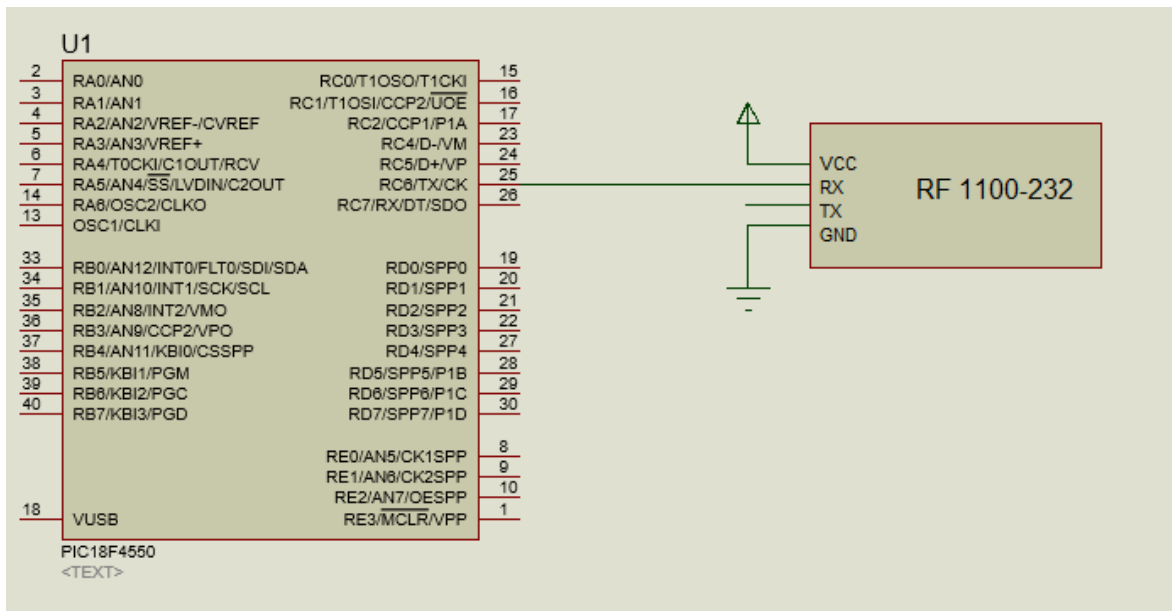 U1
2 RA0/AN0
3 RA1/AN1
4 RA2/AN2/VREF-/CVREF
5 RA3/AN3/VREF+
6 RA4/T0CKI/C1OUT/RCV
7 RA5/AN4/SS/LVDIN/C2OUT
14 RA6/OSC2/CLKO
13 OSC1/CLKI
33 RB0/AN12/INT0/FLT0/SDI/SDA
34 RB1/AN10/INT1/SCK/SCL
35 RB2/AN8/INT2/VMO
36 RB3/AN9/CCP2/VPO
37 RB4/AN11/KBI0/CSSPP
38 RB5/KBI1/PGM
39 RB6/KBI2/PGC
40 RB7/KBI3/PGD
18 VUSB
RC0/T1OSO/T1CKI 15
RC1/T1OSI/CCP2/UOE 16
RC2/CCP1/P1A 17
RC4/D-/VM 23
RC5/D+/VP 24
RC6/TX/CK 25
RC7/RX/DT/SDO 26
RD0/SPP0 19
RD1/SPP1 20
RD2/SPP2 21
RD3/SPP3 22
RD4/SPP4 27
RD5/SPP5/P1B 28
RD6/SPP6/P1C 29
RD7/SPP7/P1D 30
RE0/AN5/CK1SPP 8
RE1/AN6/CK2SPP 9
RE2/AN7/OESPP 10
RE3/MCLR/VPP 1
PIC18F4550
<TEXT>
VCC
RX
TX
GND
RF 1100-232